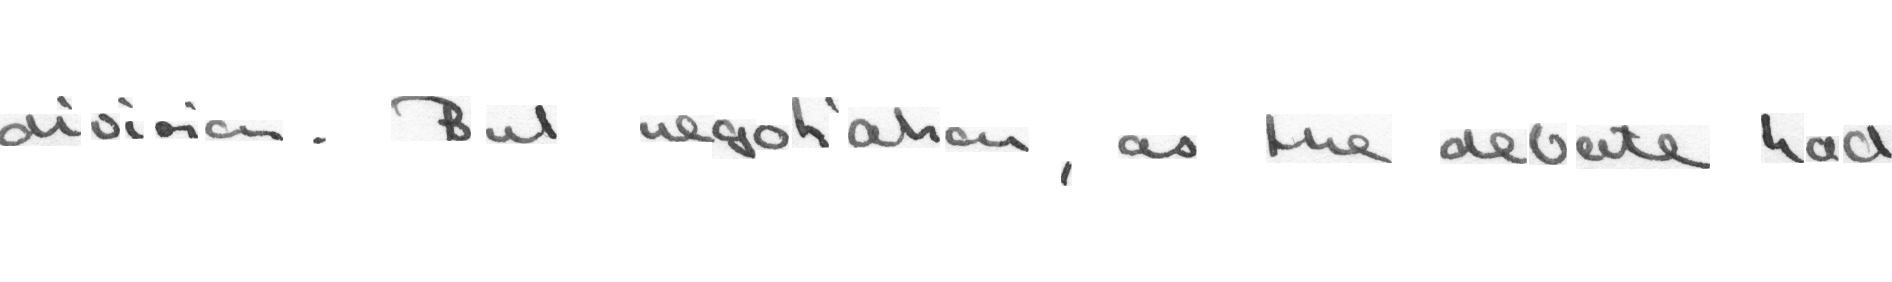 division. But negotiation, as the debate had